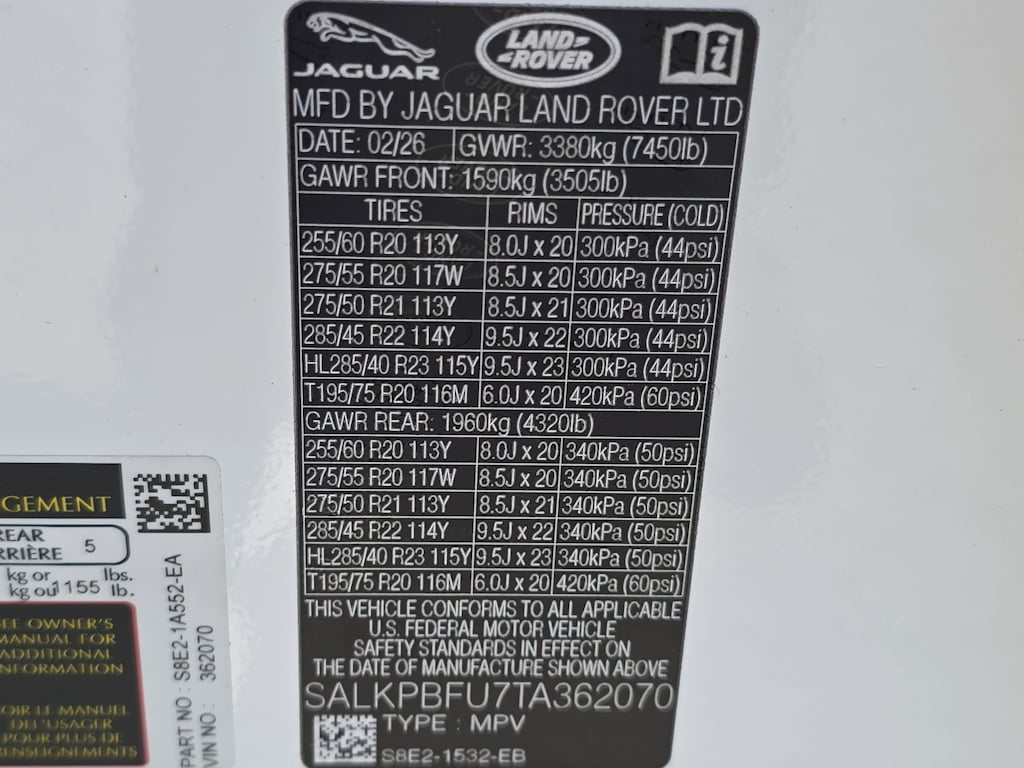 JAGUAR
LAND-
-ROVER
MFD BY JAGUAR LAND ROVER LTD
DATE: 02/26 GVWR: 3380kg (7450lb)
GAWR FRONT: 1590kg (3505lb)
TIRES RIMS PRESSURE (COLD)
255/60 R20 113Y 8.0J x 20 300kPa (44psi)
275/55 R20 117W 8.5J x 20 300kPa (44psi)
275/50 R21 113Y 8.5J x 21 300kPa (44psi)
285/45 R22 114Y 9.5J x 22 300kPa (44psi)
HL285/40 R23 115Y 9.5J x 23 300kPa (44psi)
T195/75 R20 116M 6.0J x 20 420kPa (60psi)
GAWR REAR: 1960kg (4320lb)
255/60 R20 113Y 8.0J x 20 340kPa (50psi)
275/55 R20 117W 8.5J x 20 340kPa (50psi)
275/50 R21 113Y 8.5J x 21 340kPa (50psi)
285/45 R22 114Y 9.5J x 22 340kPa (50psi)
HL285/40 R23 115Y 9.5J x 23 340kPa (50psi)
T195/75 R20 116M 6.0J x 20 420kPa (60psi)
THIS VEHICLE CONFORMS TO ALL APPLICABLE
U.S. FEDERAL MOTOR VEHICLE
SAFETY STANDARDS IN EFFECT ON
THE DATE OF MANUFACTURE SHOWN ABOVE
SALKPBFU7TA362070
TYPE : MPV
S8E2-1532-EB
GEMENT
REAR
RRIÈRE 5
kg or lbs.
kg ou 1155 lb.
SEE OWNER'S
MANUAL FOR
ADDITIONAL
INFORMATION
VOIR LE MANUEL
DE L'USAGER
POUR PLUS DE
RENSEIGNEMENTS
PART NO : S8E2-1A552-EA
VIN NO : 362070